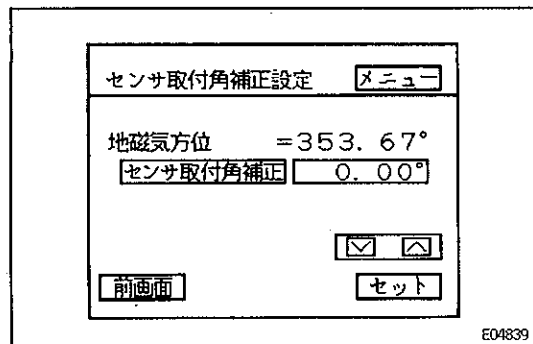 センサ取付角補正設定 メニュー
地磁気方位 =353. 67°
センサ取付角補正 0. 00°
前画面 セット
E04839